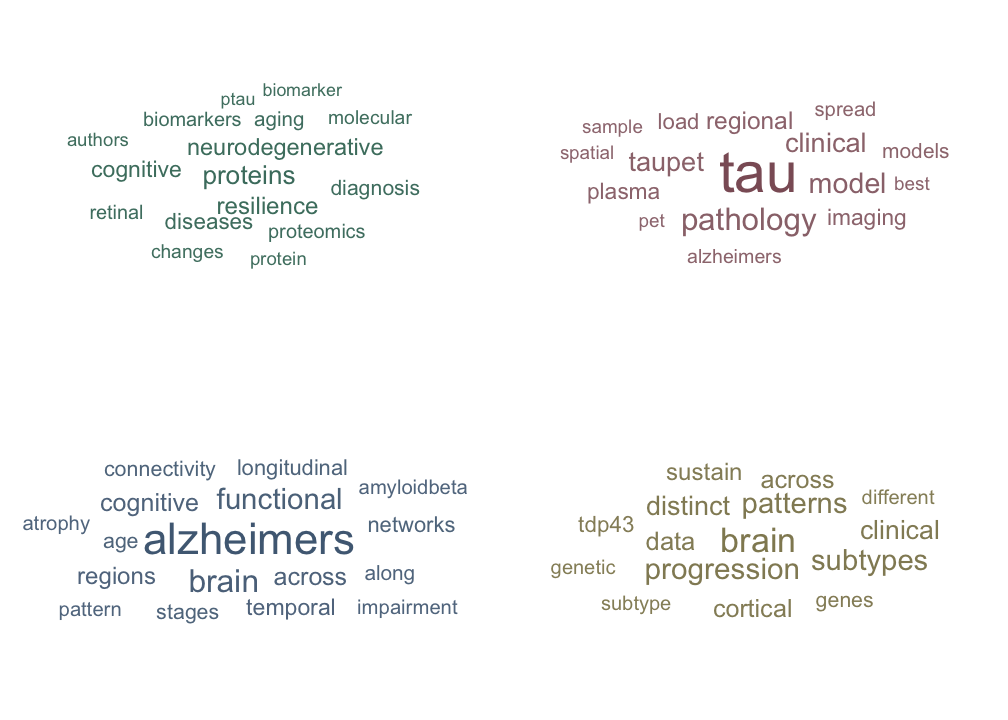 biomarker
ptau
biomarkers aging molecular
authors
neurodegenerative
cognitive proteins
diagnosis
resilience
retinal diseases
proteomics
changes
protein
spread
sample load regional
clinical
spatial taupet tau models
plasma model best
pet pathology imaging
alzheimers
connectivity longitudinal
amyloidbeta
cognitive functional
atrophy networks
age alzheimers
regions brain across along
pattern stages temporal impairment
sustain across
distinct patterns different
tdp43 clinical
data brain
genetic progression subtypes
subtype cortical genes